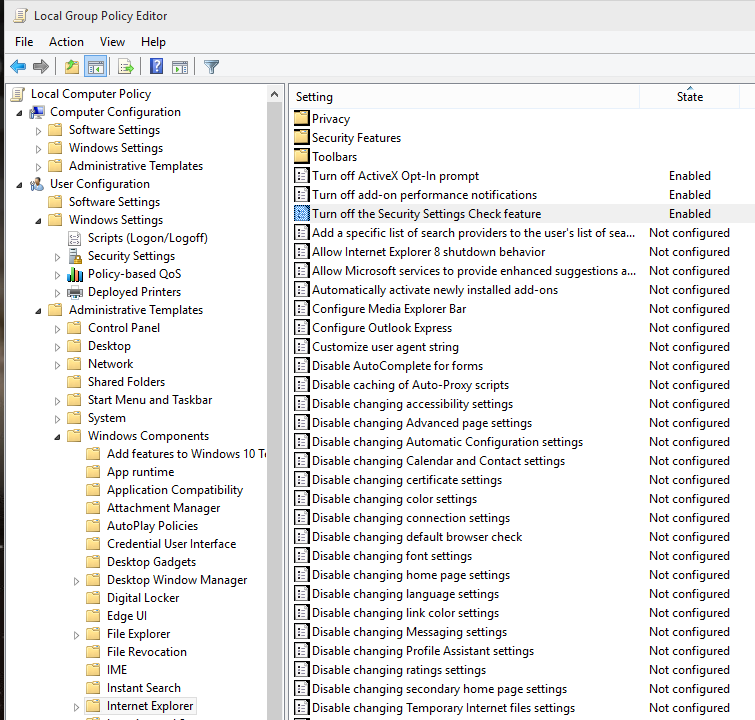 Local Group Policy Editor
File Action View Help
Local Computer Policy
Computer Configuration
Software Settings
Windows Settings
Administrative Templates
User Configuration
Software Settings
Windows Settings
Scripts (Logon/Logoff)
Security Settings
Policy-based QoS
Deployed Printers
Administrative Templates
Control Panel
Desktop
Network
Shared Folders
Start Menu and Taskbar
System
Windows Components
Add features to Windows 10 Te
App runtime
Application Compatibility
Attachment Manager
AutoPlay Policies
Credential User Interface
Desktop Gadgets
Desktop Window Manager
Digital Locker
Edge UI
File Explorer
File Revocation
IME
Instant Search
Internet Explorer
Setting State
Privacy
Security Features
Toolbars
Turn off ActiveX Opt-In prompt Enabled
Turn off add-on performance notifications Enabled
Turn off the Security Settings Check feature Enabled
Add a specific list of search providers to the user's list of sea... Not configured
Allow Internet Explorer 8 shutdown behavior Not configured
Allow Microsoft services to provide enhanced suggestions a... Not configured
Automatically activate newly installed add-ons Not configured
Configure Media Explorer Bar Not configured
Configure Outlook Express Not configured
Customize user agent string Not configured
Disable AutoComplete for forms Not configured
Disable caching of Auto-Proxy scripts Not configured
Disable changing accessibility settings Not configured
Disable changing Advanced page settings Not configured
Disable changing Automatic Configuration settings Not configured
Disable changing Calendar and Contact settings Not configured
Disable changing certificate settings Not configured
Disable changing color settings Not configured
Disable changing connection settings Not configured
Disable changing default browser check Not configured
Disable changing font settings Not configured
Disable changing home page settings Not configured
Disable changing language settings Not configured
Disable changing link color settings Not configured
Disable changing Messaging settings Not configured
Disable changing Profile Assistant settings Not configured
Disable changing ratings settings Not configured
Disable changing secondary home page settings Not configured
Disable changing Temporary Internet files settings Not configured